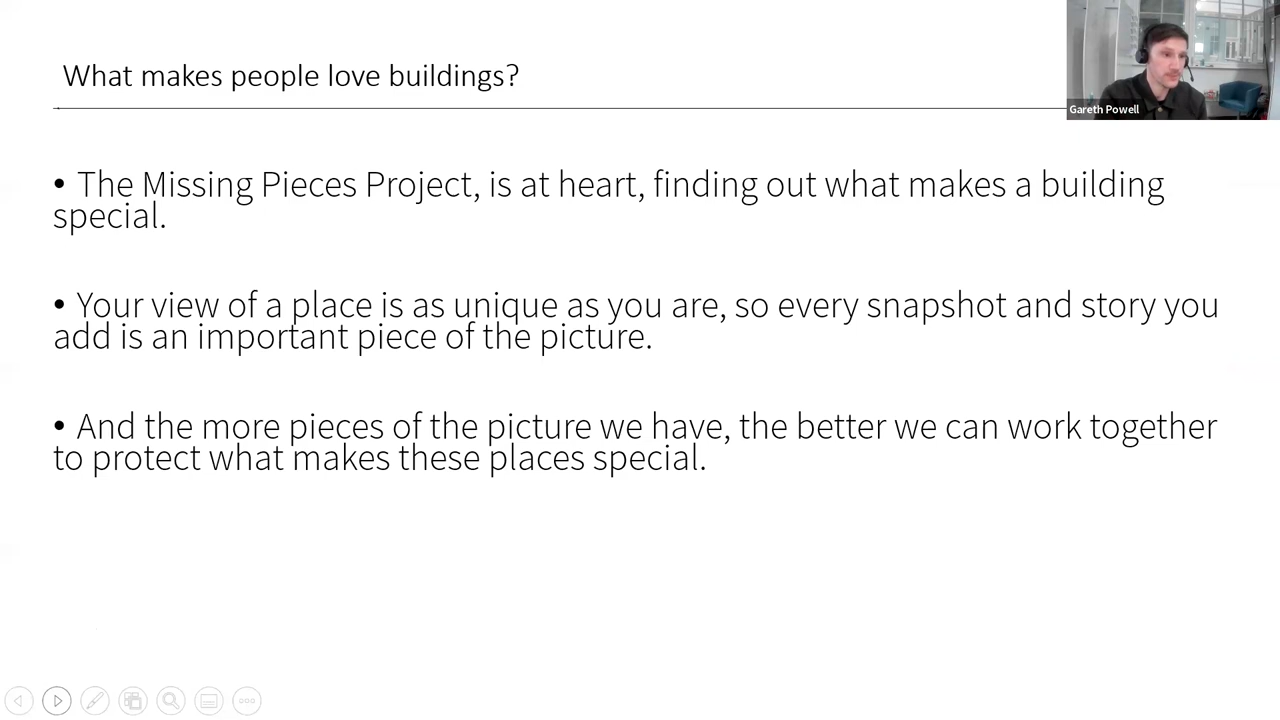 What makes people love buildings?
Gareth Powell
• The Missing Pieces Project, is at heart, finding out what makes a building
special.
• Your view of a place is as unique as you are, so every snapshot and story you
add is an important piece of the picture.
• And the more pieces of the picture we have, the better we can work together
to protect what makes these places special.